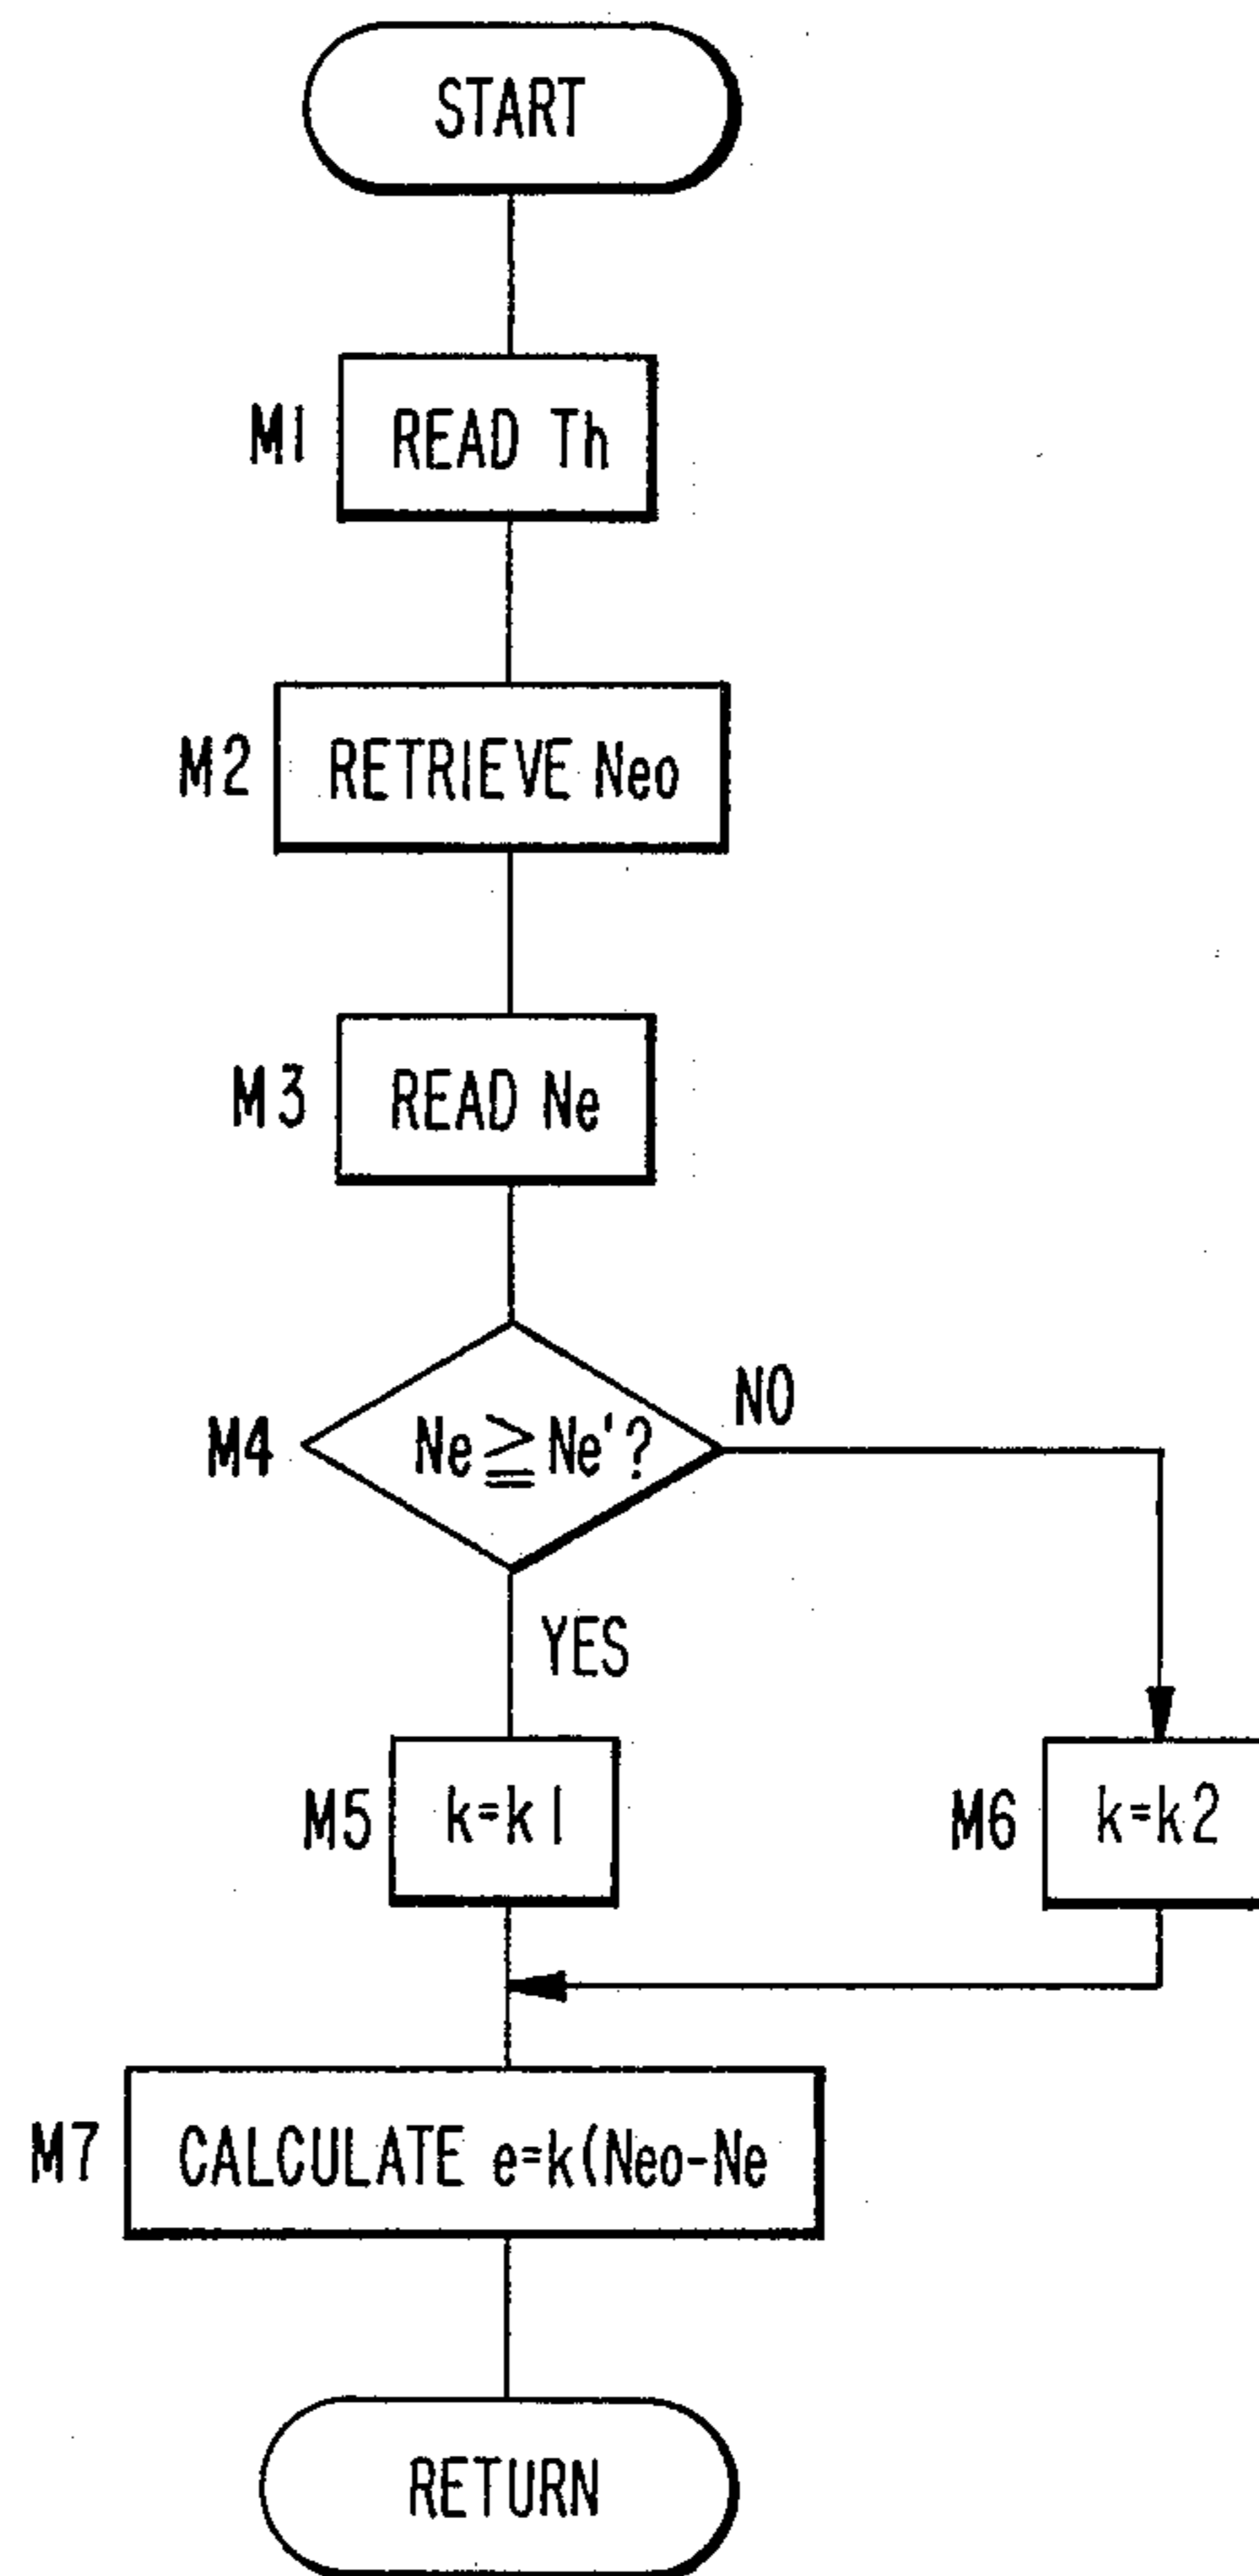 START
M1 READ Th
M2 RETRIEVE Neo
M3 READ Ne
M4 Ne≧Ne'? NO
YES
M5 k=k1 M6 k=k2
M7 CALCULATE e=k(Neo-Ne
RETURN